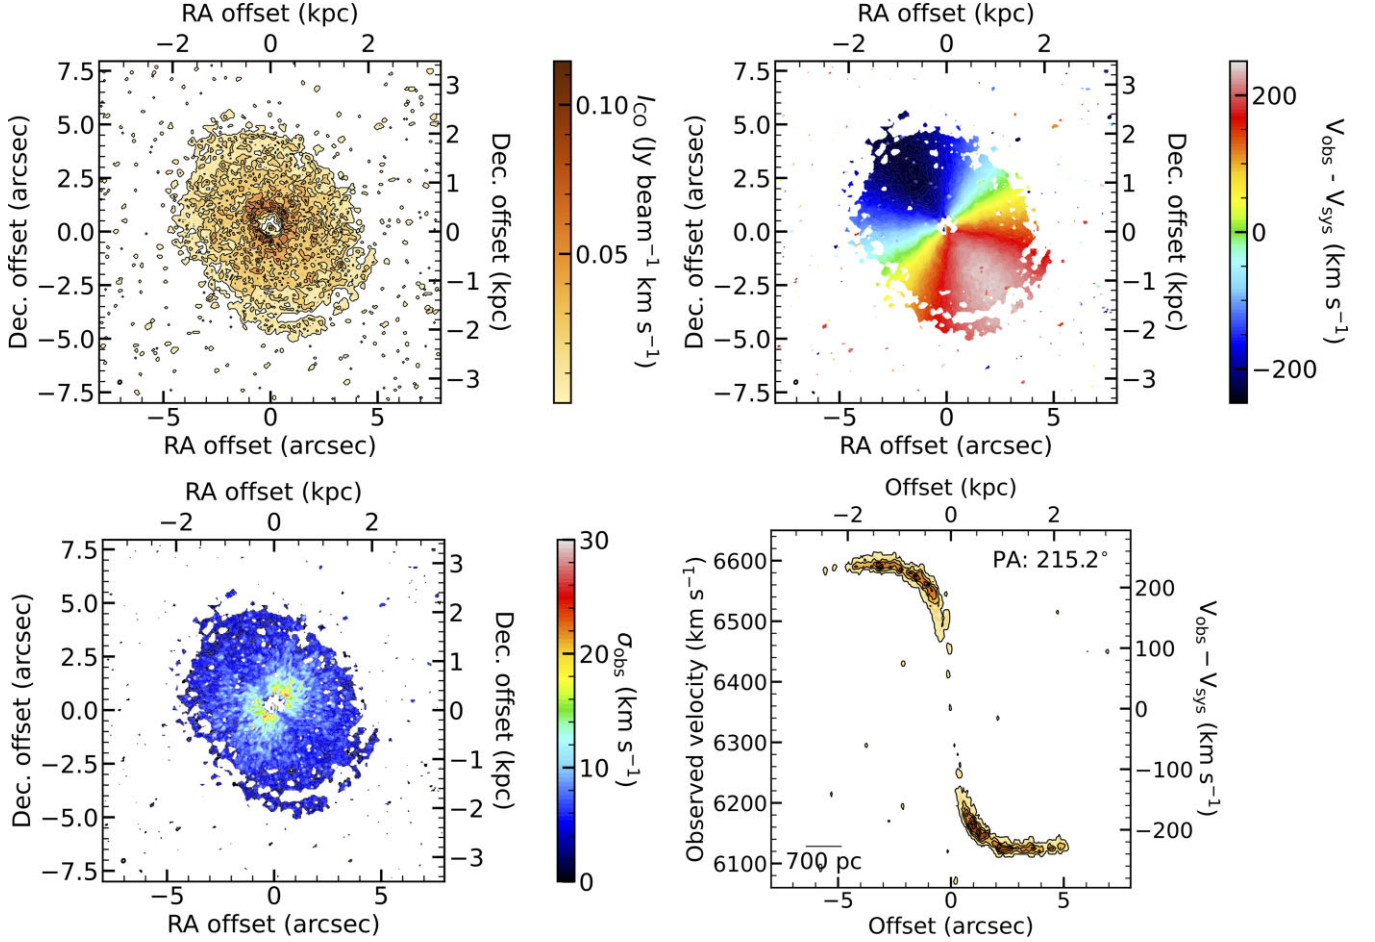 RA offset (kpc)
−2 0 2
7.5
5.0
2.5
0.0
−2.5
−5.0
−7.5
Dec. offset (arcsec)
3
2
1
0
−1
−2
−3
Dec. offset (kpc)
−5 0 5
RA offset (arcsec)
0.10
0.05
I_CO (Jy beam⁻¹ km s⁻¹)
RA offset (kpc)
−2 0 2
7.5
5.0
2.5
0.0
−2.5
−5.0
−7.5
Dec. offset (arcsec)
3
2
1
0
−1
−2
−3
Dec. offset (kpc)
−5 0 5
RA offset (arcsec)
200
0
−200
V_obs - V_sys (km s⁻¹)
RA offset (kpc)
−2 0 2
7.5
5.0
2.5
0.0
−2.5
−5.0
−7.5
Dec. offset (arcsec)
3
2
1
0
−1
−2
−3
Dec. offset (kpc)
−5 0 5
RA offset (arcsec)
30
20
10
0
σ_obs (km s⁻¹)
Offset (kpc)
−2 0 2
6600
6500
6400
6300
6200
6100
Observed velocity (km s⁻¹)
PA: 215.2°
700 pc
200
100
0
−100
−200
V_obs − V_sys (km s⁻¹)
−5 0 5
Offset (arcsec)